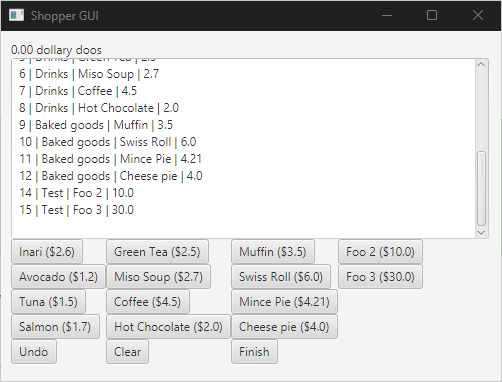 Shopper GUI
0.00 dollary doos
5 | Drinks | Green Tea | 2.5
6 | Drinks | Miso Soup | 2.7
7 | Drinks | Coffee | 4.5
8 | Drinks | Hot Chocolate | 2.0
9 | Baked goods | Muffin | 3.5
10 | Baked goods | Swiss Roll | 6.0
11 | Baked goods | Mince Pie | 4.21
12 | Baked goods | Cheese pie | 4.0
14 | Test | Foo 2 | 10.0
15 | Test | Foo 3 | 30.0
Inari ($2.6) Green Tea ($2.5) Muffin ($3.5) Foo 2 ($10.0)
Avocado ($1.2) Miso Soup ($2.7) Swiss Roll ($6.0) Foo 3 ($30.0)
Tuna ($1.5) Coffee ($4.5) Mince Pie ($4.21)
Salmon ($1.7) Hot Chocolate ($2.0) Cheese pie ($4.0)
Undo Clear Finish